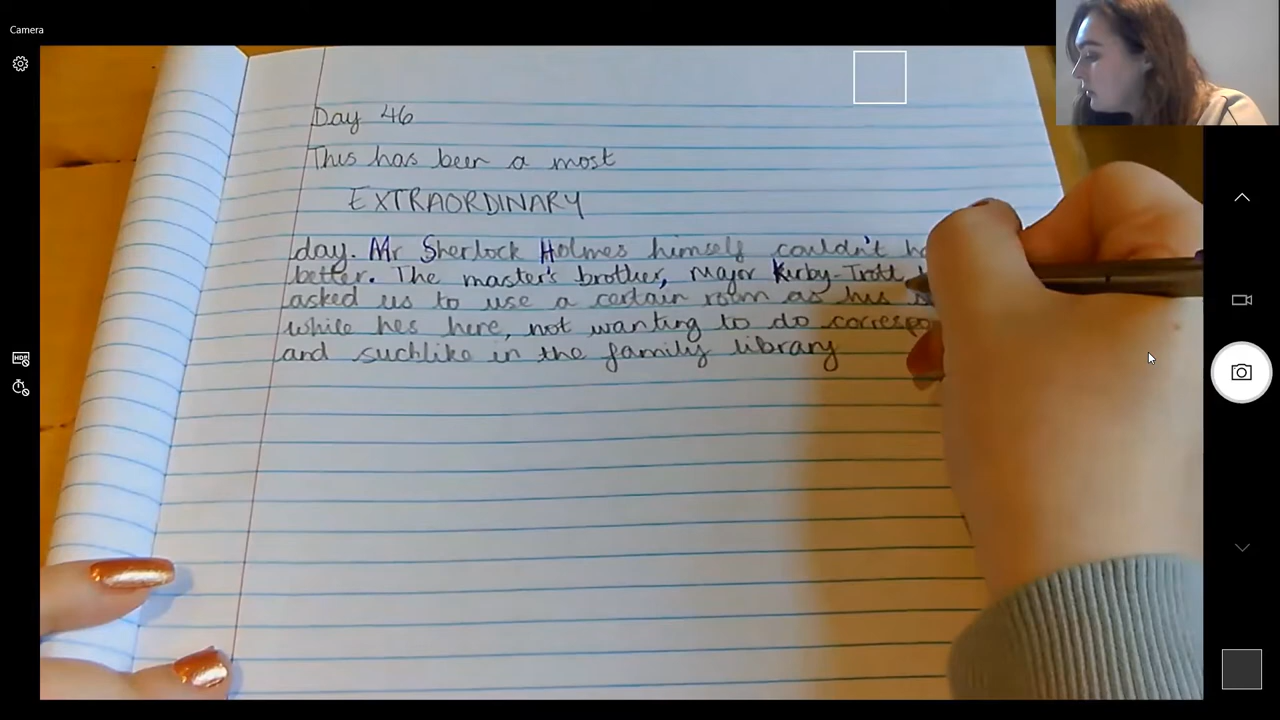 Camera
Day 46
This has been a most
EXTRAORDINARY
day. Mr Sherlock Holmes himself couldn't
better. The master's brother, Major Kirby-Trott
asked us to use a certain room as his
while hes here, not wanting to do
and suchlike in the family library